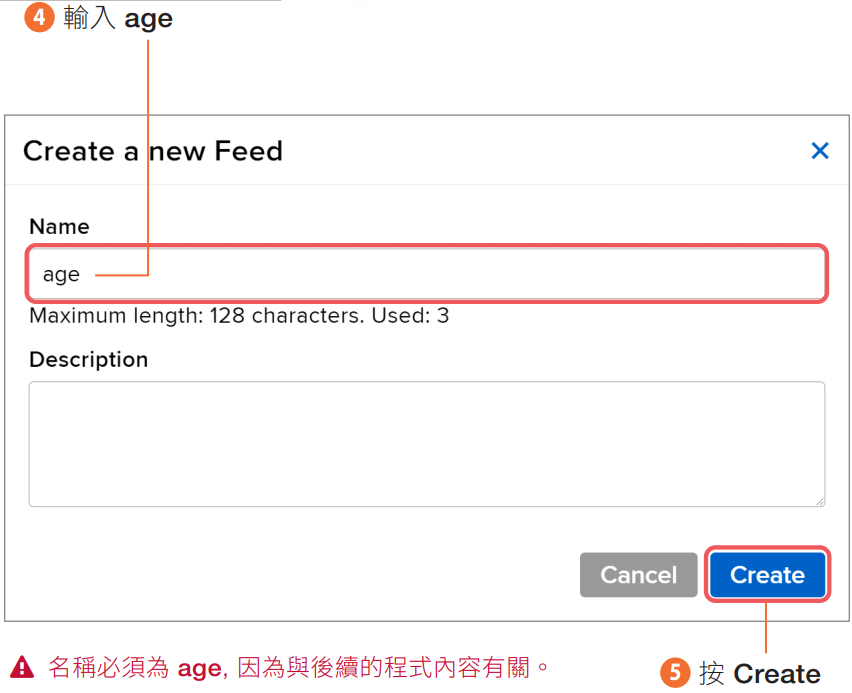 4 輸入 age
Create a new Feed
Name
age
Maximum length: 128 characters. Used: 3
Description
Cancel
Create
名稱必須為 age, 因為與後續的程式內容有關。
5 按 Create